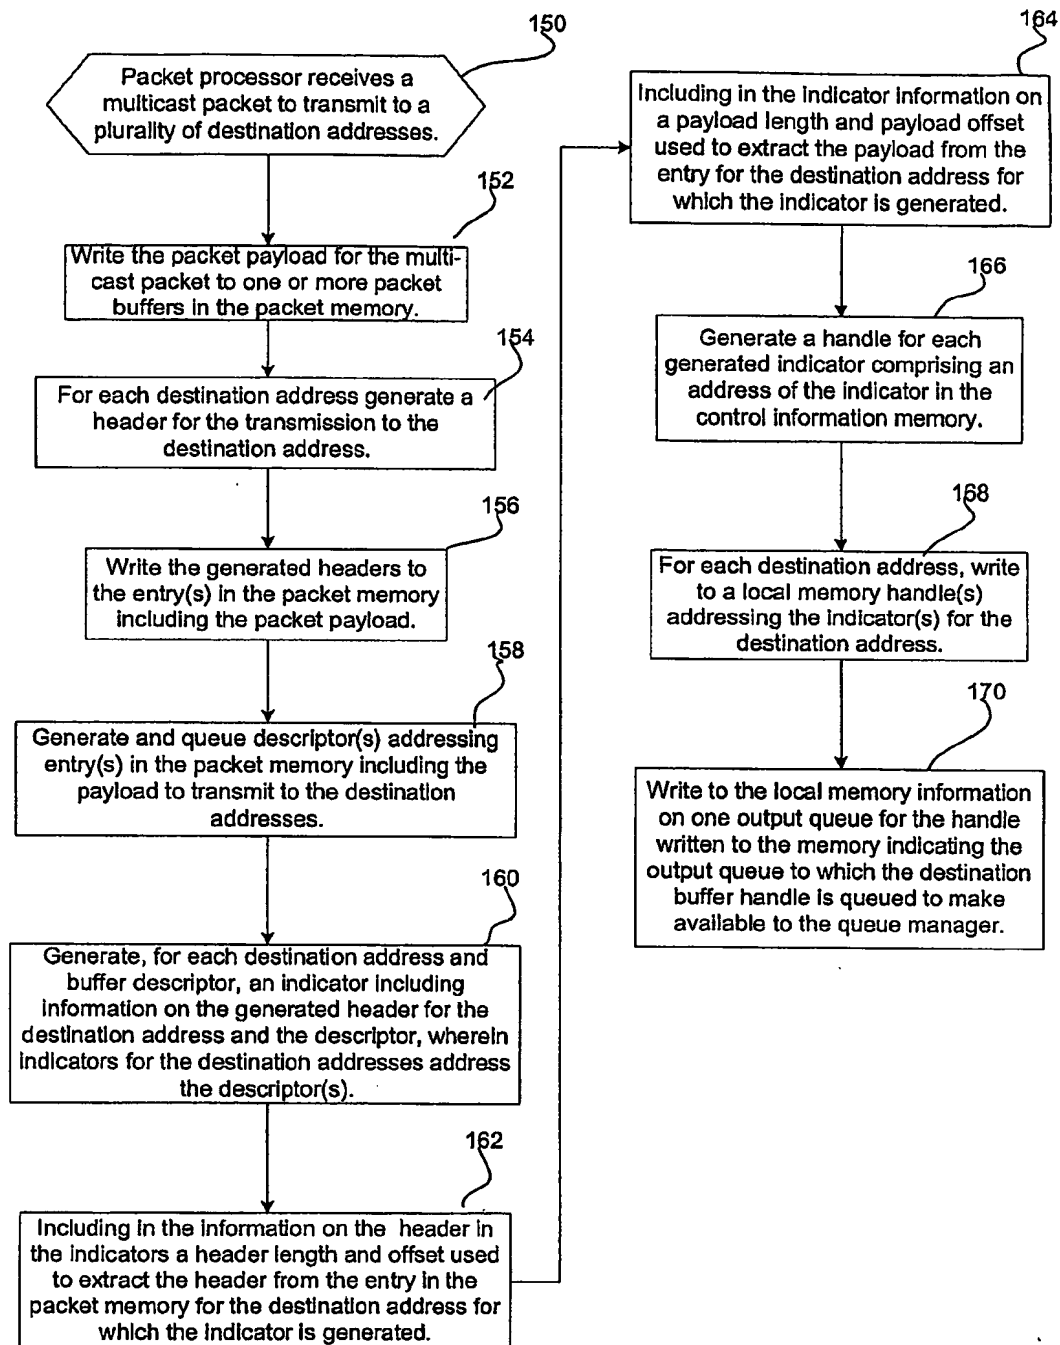 150
Packet processor receives a
multicast packet to transmit to a
plurality of destination addresses.
152
Write the packet payload for the multi-
cast packet to one or more packet
buffers in the packet memory.
154
For each destination address generate a
header for the transmission to the
destination address.
156
Write the generated headers to
the entry(s) in the packet memory
including the packet payload.
158
Generate and queue descriptor(s) addressing
entry(s) in the packet memory including the
payload to transmit to the destination
addresses.
160
Generate, for each destination address and
buffer descriptor, an indicator including
information on the generated header for the
destination address and the descriptor, wherein
indicators for the destination addresses address
the descriptor(s).
162
Including in the information on the header in
the indicators a header length and offset used
to extract the header from the entry in the
packet memory for the destination address for
which the indicator is generated.
164
Including in the indicator information on
a payload length and payload offset
used to extract the payload from the
entry for the destination address for
which the indicator is generated.
166
Generate a handle for each
generated indicator comprising an
address of the indicator in the
control information memory.
168
For each destination address, write
to a local memory handle(s)
addressing the indicator(s) for the
destination address.
170
Write to the local memory information
on one output queue for the handle
written to the memory indicating the
output queue to which the destination
buffer handle is queued to make
available to the queue manager.